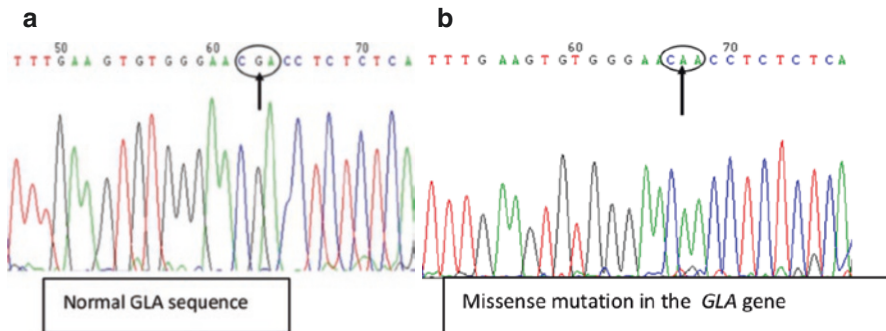 a
50 60 70
T T T G A A G T G T G G G A A C G A C C T C T C T C A
Normal GLA sequence
b
60 70
T T T G A A G T G T G G G A A C A A C C T C T C T C A
Missense mutation in the GLA gene